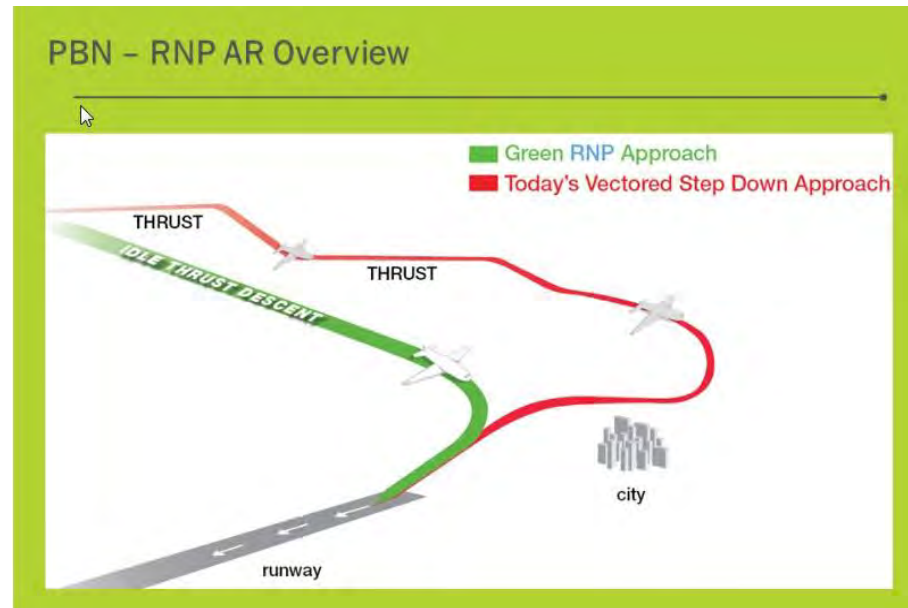 PBN – RNP AR Overview
Green RNP Approach
Today's Vectored Step Down Approach
THRUST
IDLE THRUST DESCENT
THRUST
city
runway